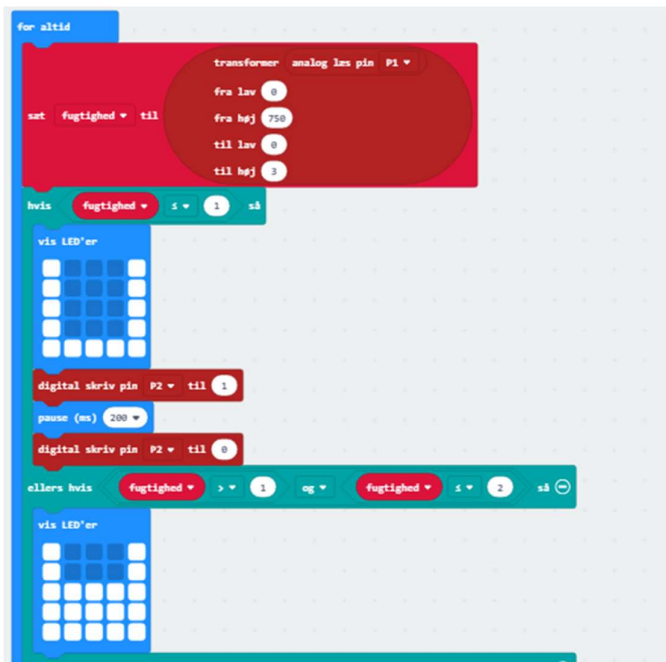 for altid
transformer analog læs pin P1
fra lav 0
sæt fugtighed til
fra høj 750
til lav 0
til høj 3
hvis fugtighed ≤ 1 så
vis LED'er
digital skriv pin P2 til 1
pause (ms) 200
digital skriv pin P2 til 0
ellers hvis fugtighed > 1 og fugtighed ≤ 2 så
vis LED'er